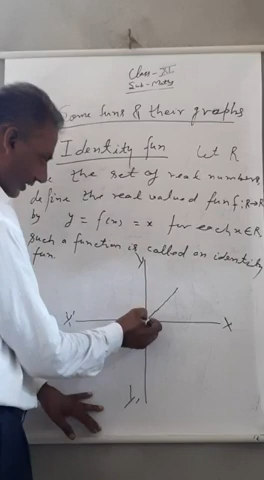 Class-XI
Sub-Maths
Some funs & their graphs
Identity fun Let R
the set of real numbers,
define the real valued fun f:R→R
by y = f(x) = x for each x∈R
such a function is called an identity
fun.
Y
X' X
Y'